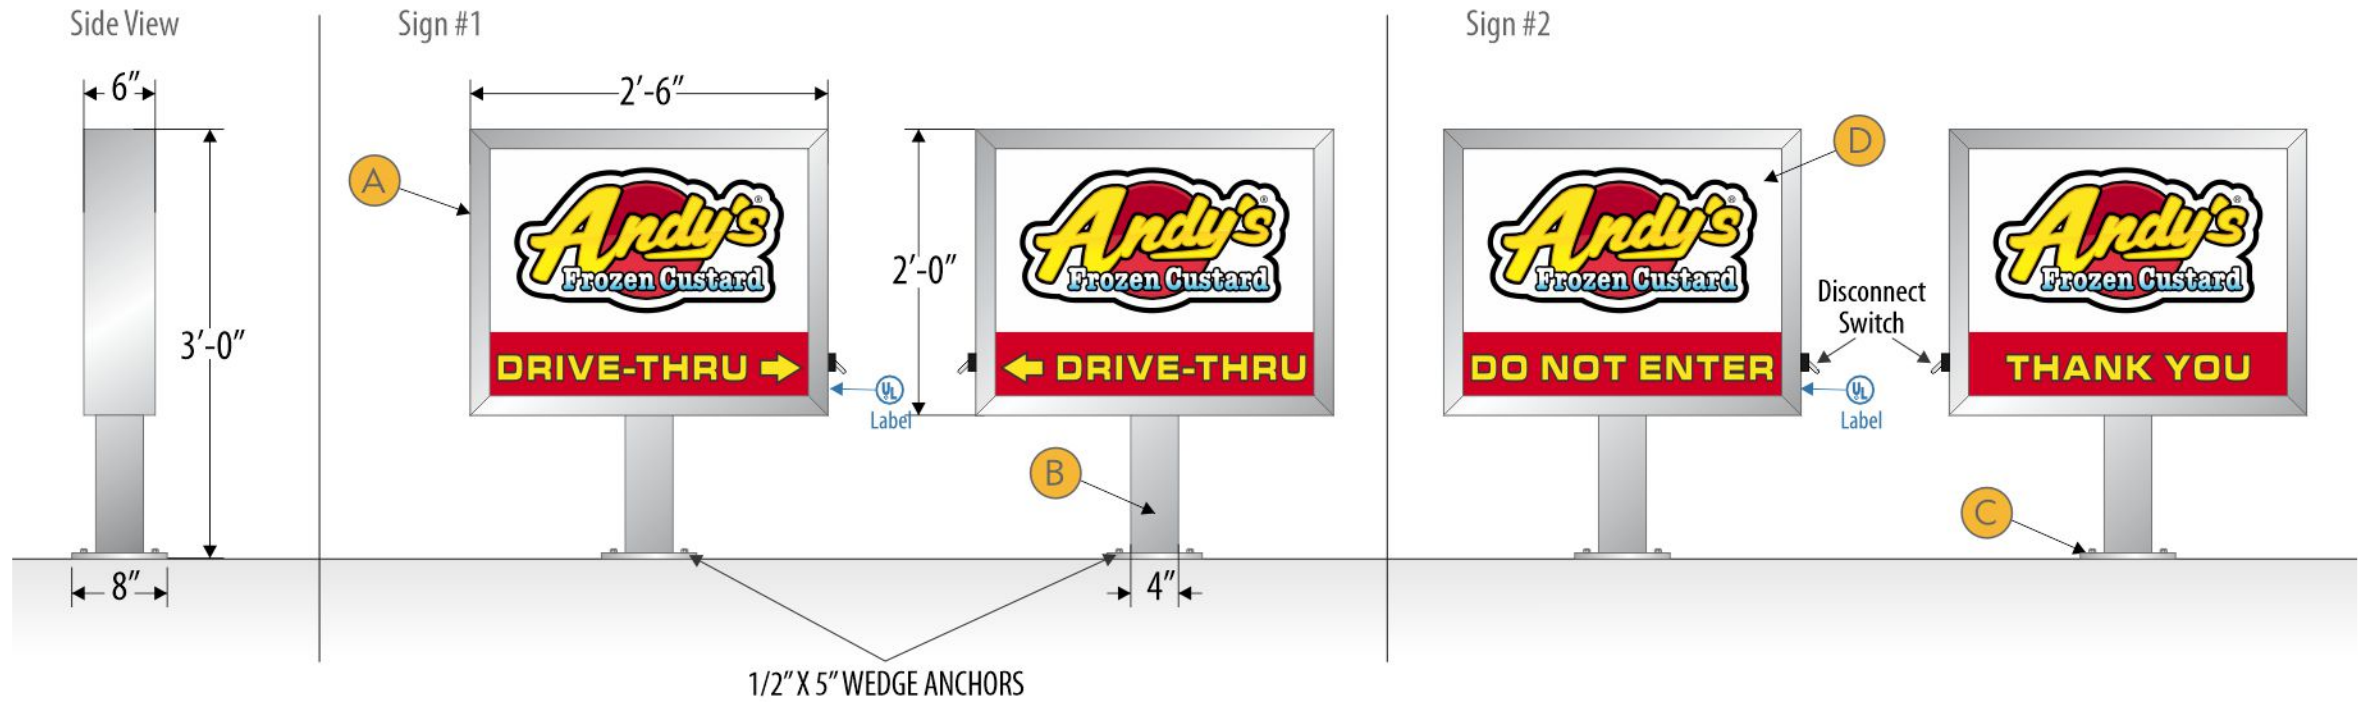 Side View
Sign #1
Sign #2
6”
3’-0”
8”
2’-6”
A
Andy’s®
Frozen Custard
DRIVE-THRU
UL
Label
2’-0”
Andy’s®
Frozen Custard
DRIVE-THRU
B
4”
1/2” X 5” WEDGE ANCHORS
D
Andy’s®
Frozen Custard
DO NOT ENTER
Disconnect
Switch
UL
Label
Andy’s®
Frozen Custard
THANK YOU
C